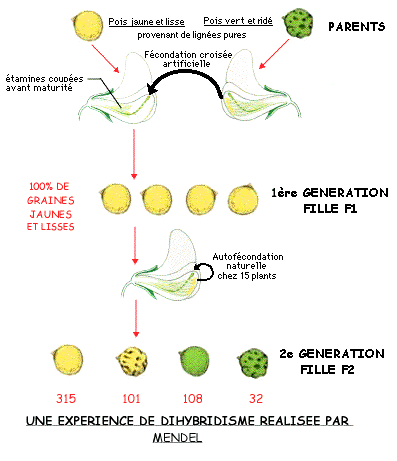 Pois jaune et lisse
Pois vert et ridé
PARENTS
provenant de lignées pures
Fécondation croisée
artificielle
étamines coupées
avant maturité
100% DE
GRAINES
JAUNES
ET LISSES
1ère GENERATION
FILLE F1
Autofécondation
naturelle
chez 15 plants
2e GENERATION
FILLE F2
315 101 108 32
UNE EXPERIENCE DE DIHYBRIDISME REALISEE PAR
MENDEL